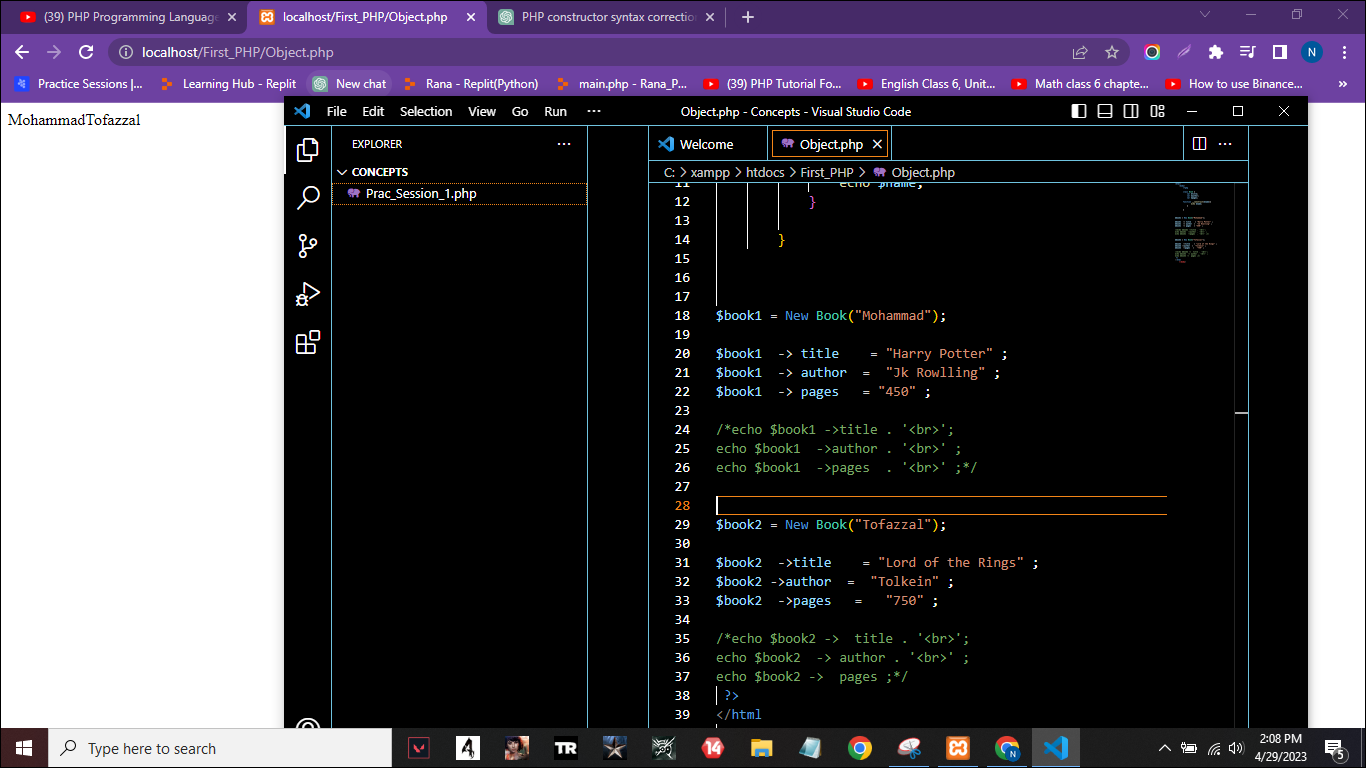 (39) PHP Programming Language
localhost/First_PHP/Object.php
PHP constructor syntax correctio
localhost/First_PHP/Object.php
N
Practice Sessions |...
Learning Hub - Replit
New chat
Rana - Replit(Python)
main.php - Rana_P...
(39) PHP Tutorial Fo...
English Class 6, Unit...
Math class 6 chapte...
How to use Binance...
»
MohammadTofazzal
File Edit Selection View Go Run ···
Object.php - Concepts - Visual Studio Code
EXPLORER
CONCEPTS
Prac_Session_1.php
Welcome
Object.php
C: > xampp > htdocs > First_PHP > Object.php
11 echo $name;
12 }
13
14 }
15
16
17
18 $book1 = New Book("Mohammad");
19
20 $book1  -> title    = "Harry Potter" ;
21 $book1  -> author  =  "Jk Rowlling" ;
22 $book1  -> pages   = "450" ;
23
24 /*echo $book1 ->title . '<br>';
25 echo $book1  ->author . '<br>' ;
26 echo $book1  ->pages  . '<br>' ;*/
27
28
29 $book2 = New Book("Tofazzal");
30
31 $book2  ->title    = "Lord of the Rings" ;
32 $book2 ->author  =  "Tolkein" ;
33 $book2  ->pages   =   "750" ;
34
35 /*echo $book2 ->  title . '<br>';
36 echo $book2  -> author . '<br>' ;
37 echo $book2 ->  pages ;*/
38 ?>
39 </html
Type here to search
TR
14
N
2:08 PM
4/29/2023
5